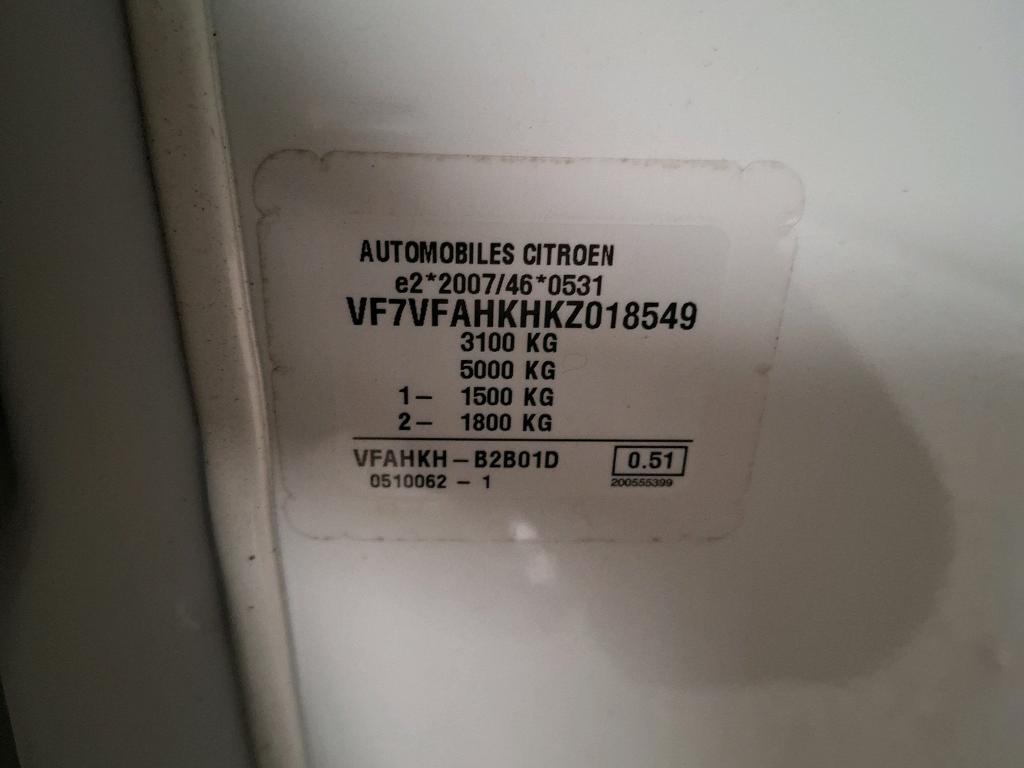 AUTOMOBILES CITROEN
e2*2007/46*0531
VF7VFAHKHKZ018549
3100 KG
5000 KG
1- 1500 KG
2- 1800 KG
VFAHKH-B2B01D 0.51
0510062 - 1 200555399